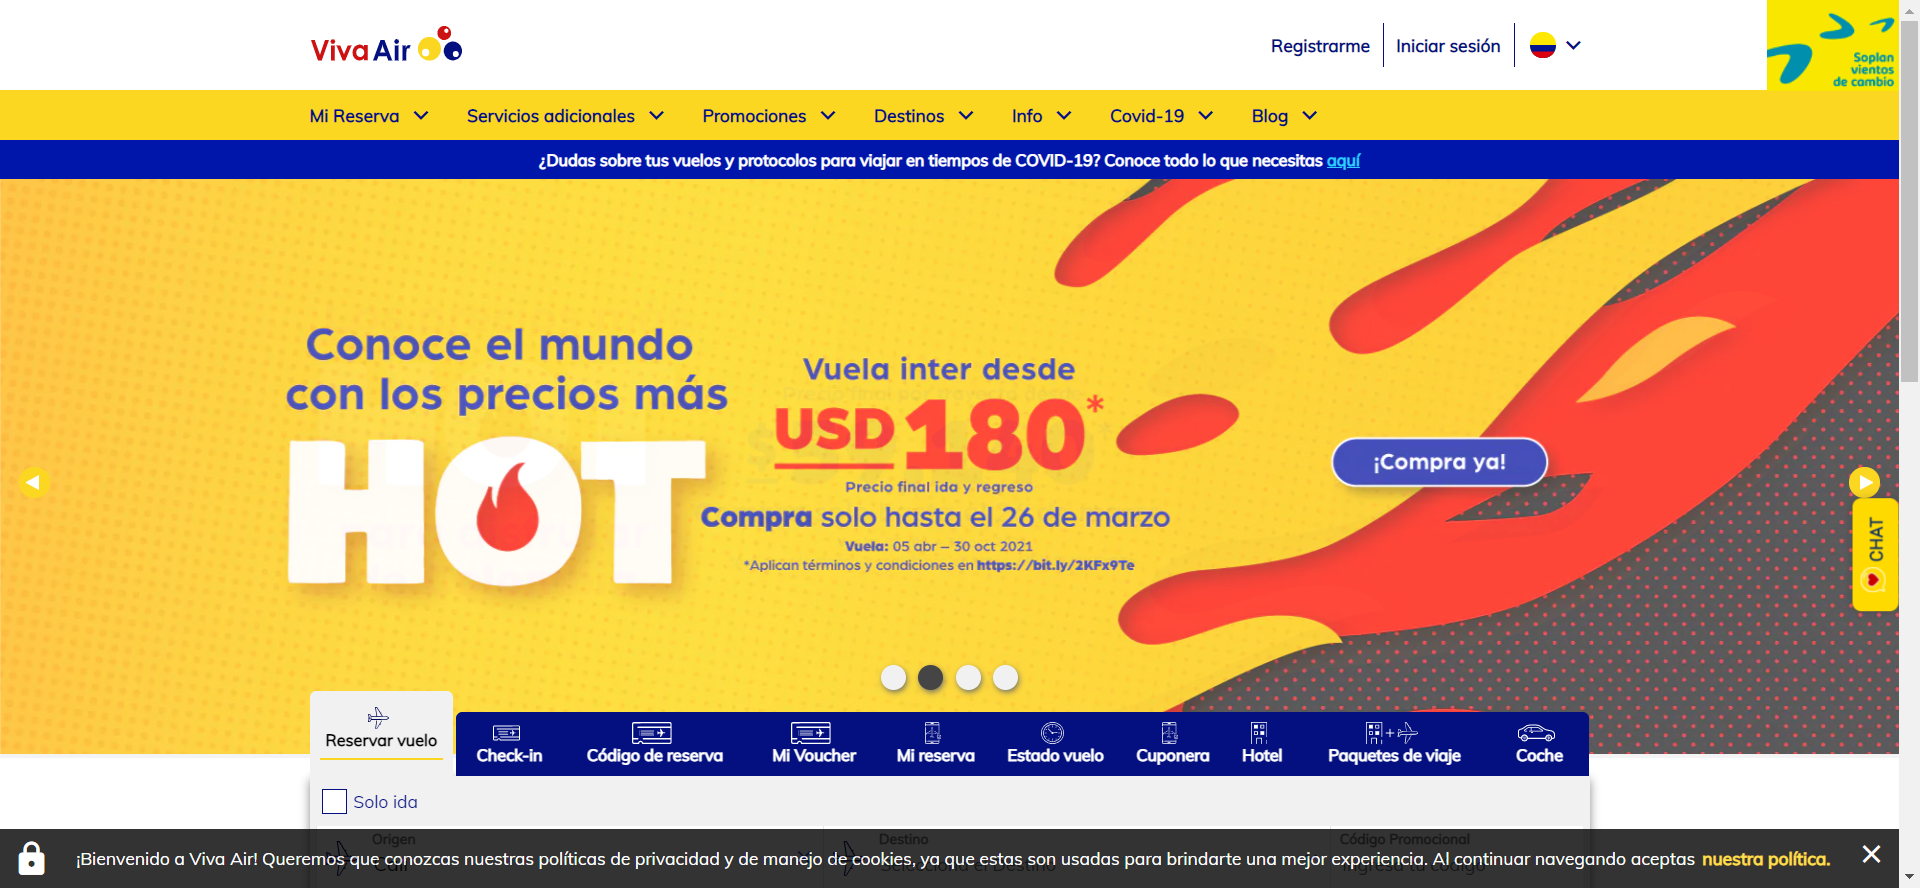 Viva Air
Registrarme
Iniciar sesión
Soplan
vientos
de cambio
Mi Reserva
Servicios adicionales
Promociones
Destinos
Info
Covid-19
Blog
¿Dudas sobre tus vuelos y protocolos para viajar en tiempos de COVID-19? Conoce todo lo que necesitas aquí
Conoce el mundo
con los precios más
HOT
Vuela inter desde
USD 180*
Precio final ida y regreso
Compra solo hasta el 26 de marzo
Vuela: 05 abr – 30 oct 2021
*Aplican términos y condiciones en https://bit.ly/2KFx9Te
¡Compra ya!
CHAT
Reservar vuelo
Check-in
Código de reserva
Mi Voucher
Mi reserva
Estado vuelo
Cuponera
Hotel
Paquetes de viaje
Coche
Solo ida
Origen
Destino
Código Promocional
Cali
Selecciona el Destino
Ingresa tu código
¡Bienvenido a Viva Air! Queremos que conozcas nuestras políticas de privacidad y de manejo de cookies, ya que estas son usadas para brindarte una mejor experiencia. Al continuar navegando aceptas nuestra política.